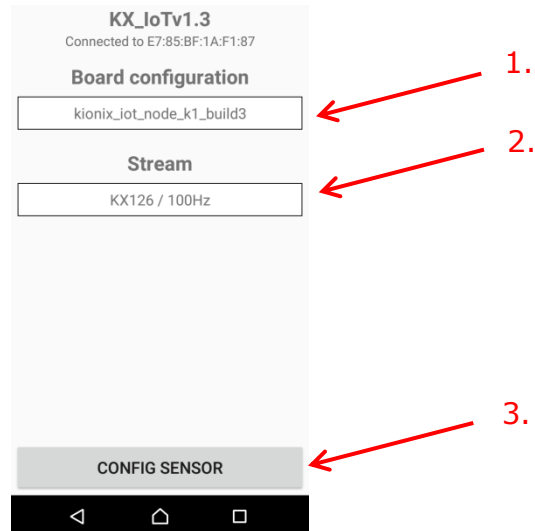 KX_IoTv1.3
Connected to E7:85:BF:1A:F1:87
Board configuration
1.
kionix_iot_node_k1_build3
2.
Stream
KX126 / 100Hz
3.
CONFIG SENSOR